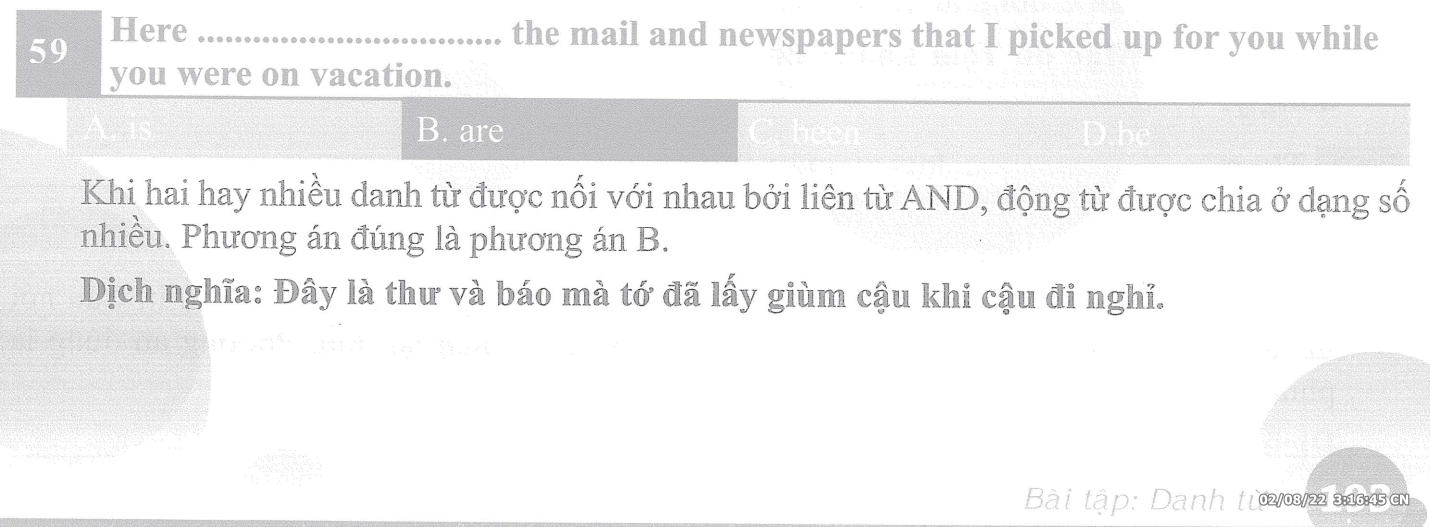 59
Here ................................. the mail and newspapers that I picked up for you while
you were on vacation.
A. is B. are C. been D.be
Khi hai hay nhiều danh từ được nối với nhau bởi liên từ AND, động từ được chia ở dạng số
nhiều. Phương án đúng là phương án B.
Dịch nghĩa: Đây là thư và báo mà tớ đã lấy giùm cậu khi cậu đi nghỉ.
Bài tập: Danh từ
02/08/22 3:16:45 CN